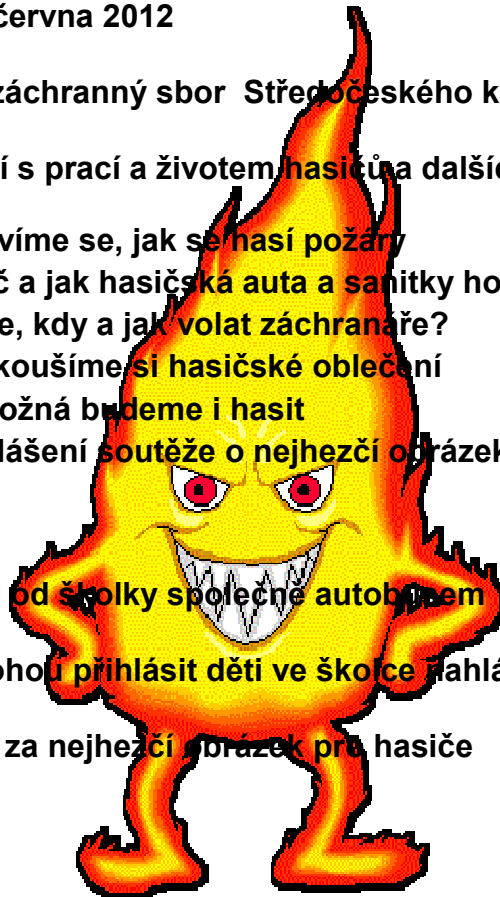 června 2012
záchranný sbor Středočeského k
í s prací a životem hasičů a dalšíc
víme se, jak se hasí požáry
č a jak hasičská auta a sanitky ho
e, kdy a jak volat záchranáře?
koušíme si hasičské oblečení
ožná budeme i hasit
lášení soutěže o nejhezčí obrázek
od školky společně autobusem
ohou přihlásit děti ve školce nahlá
za nejhezčí obrázek pro hasiče